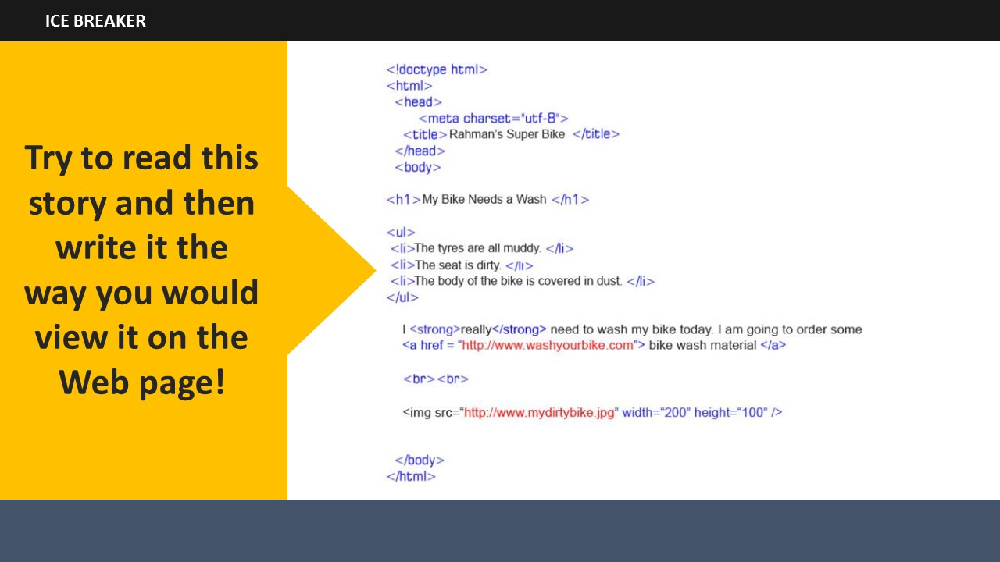 ICE BREAKER
Try to read this
story and then
write it the
way you would
view it on the
Web page!
<!doctype html>
<html>
<head>
<meta charset="utf-8">
<title>Rahman's Super Bike </title>
</head>
<body>
<h1>My Bike Needs a Wash </h1>
<ul>
<li>The tyres are all muddy. </li>
<li>The seat is dirty. </li>
<li>The body of the bike is covered in dust. </li>
</ul>
I <strong>really</strong> need to wash my bike today. I am going to order some
<a href = “http://www.washyourbike.com”> bike wash material </a>
<br><br>
<img src=“http://www.mydirtybike.jpg” width=“200” height=“100” />
</body>
</html>